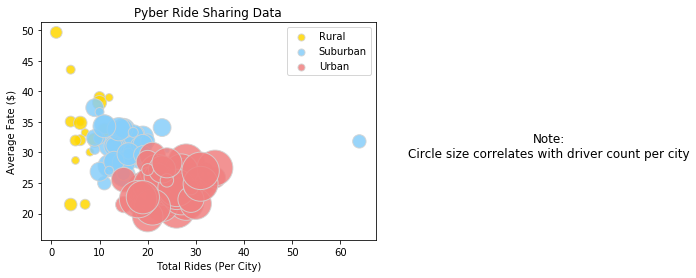 Pyber Ride Sharing Data
Rural
Suburban
Urban
50
45
40
35
30
25
20
Average Fate ($)
0
10
20
30
40
50
60
Total Rides (Per City)
Note:
Circle size correlates with driver count per city